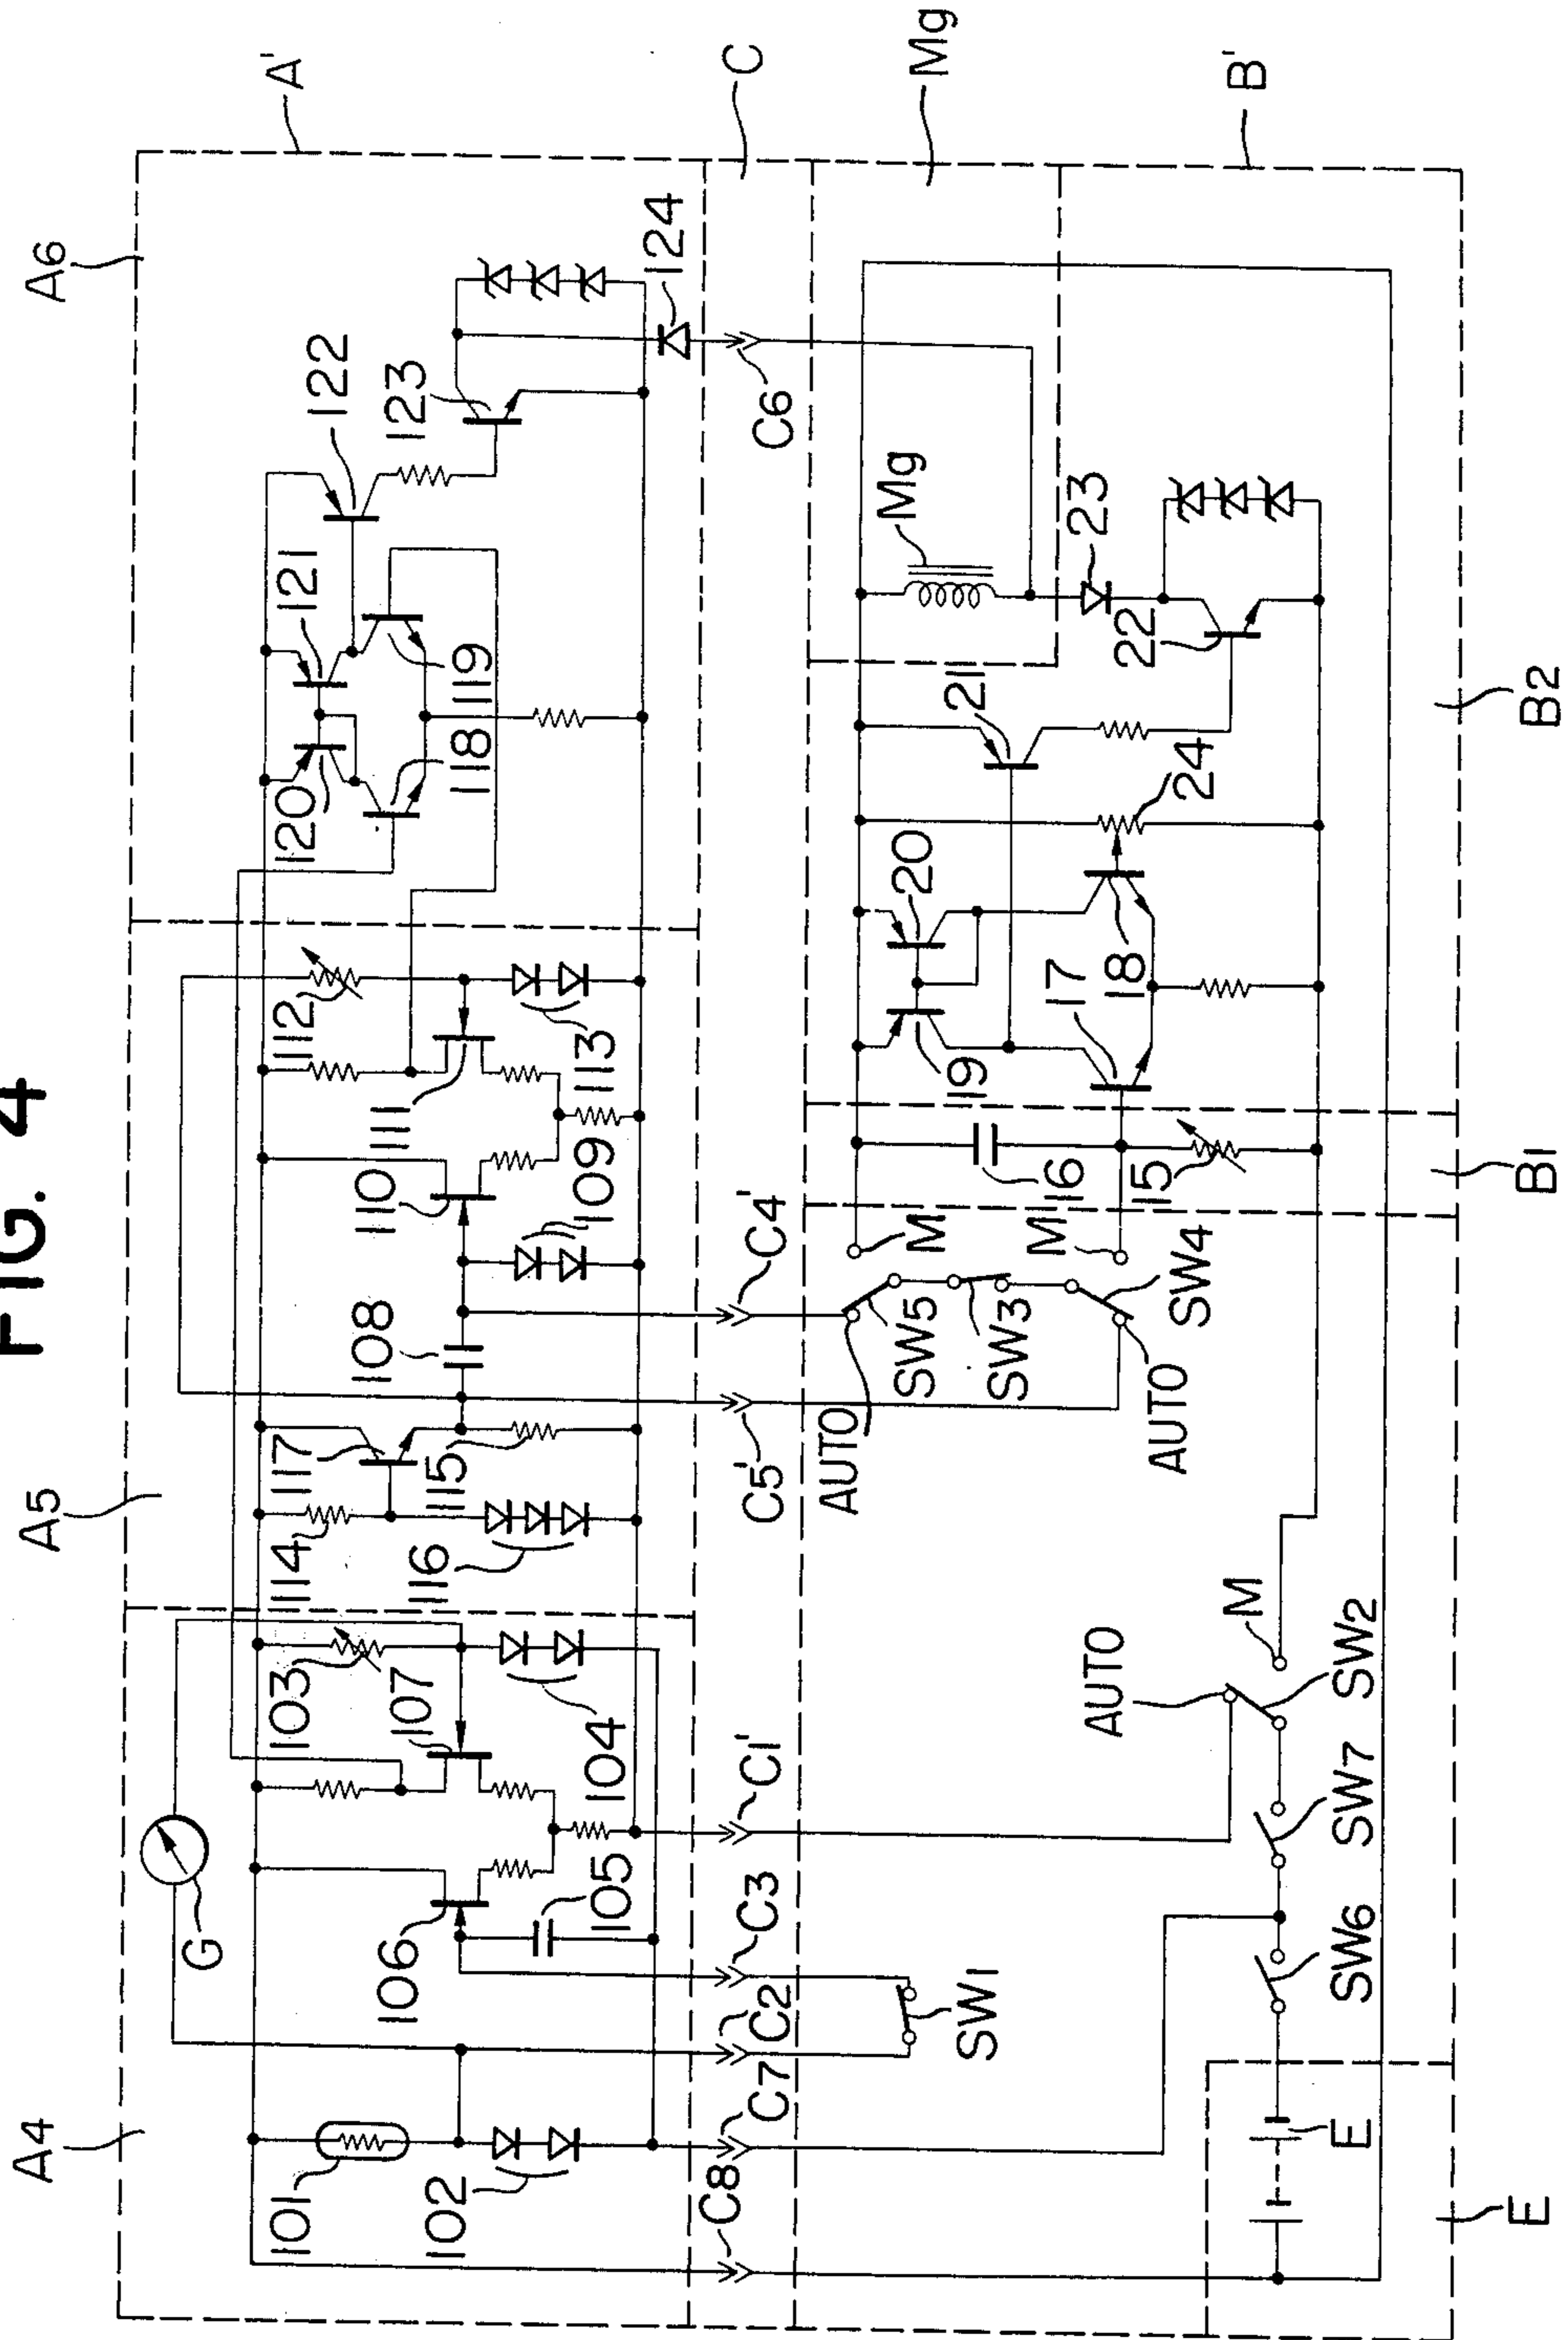 FIG. 4
A4
A5
A6
A'
101
102
G
106
105
103
107
104
114
116
117
115
108
109
110
111
112
113
120
118
121
119
122
123
124
C8
C7
C2
C3
C1'
C5'
C4'
C6
C
SW1
AUTO
SW5
SW3
AUTO
SW4
M
M
16
15
19
17
18
20
24
21
22
23
Mg
Mg
B'
E
E
SW6
SW7
SW2
AUTO
M
B1
B2